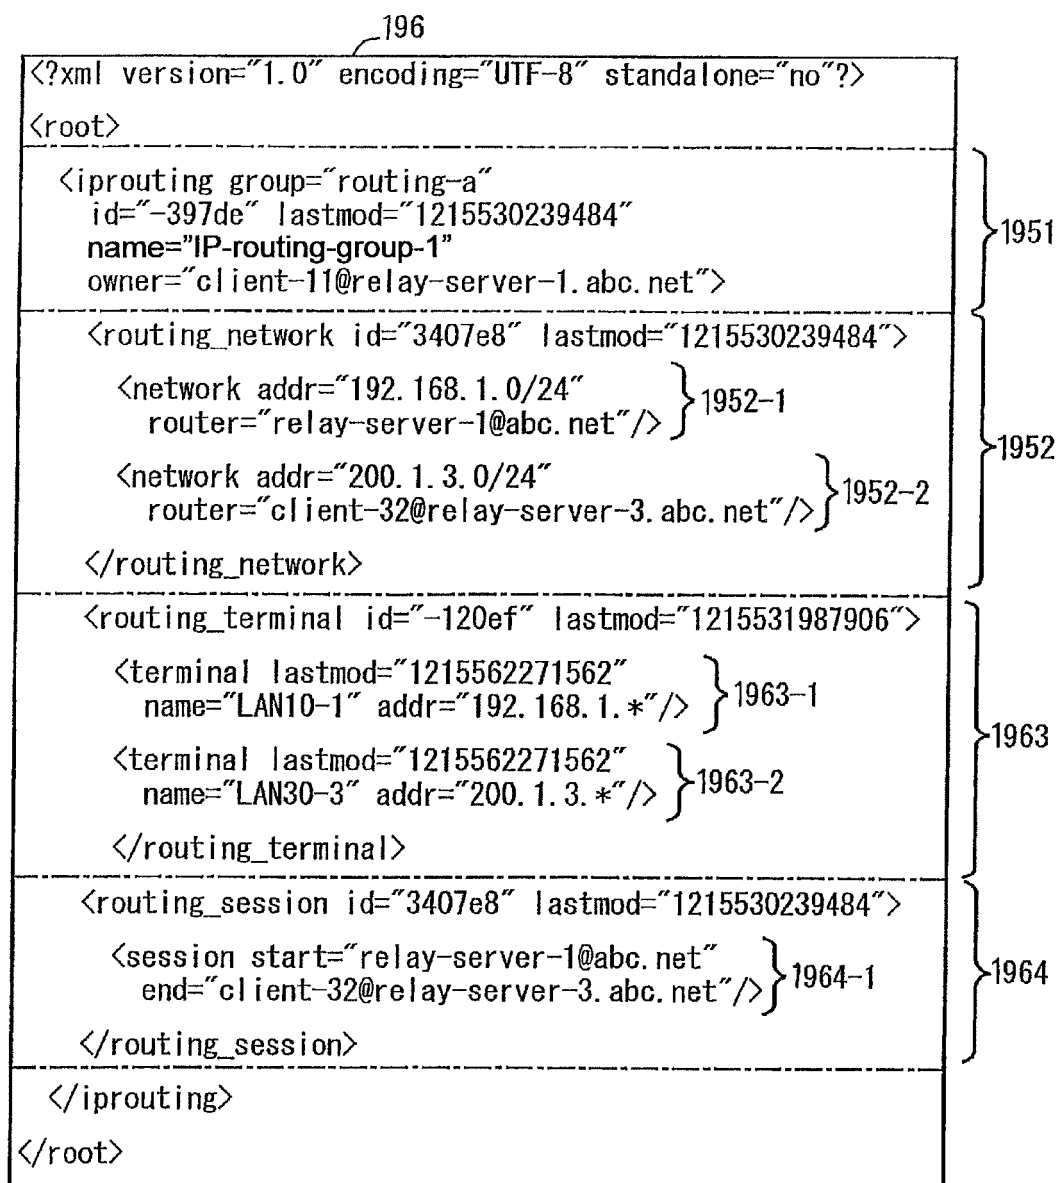 196
<?xml version="1.0" encoding="UTF-8" standalone="no"?>
<root>
<iprouting group="routing-a"
id="-397de" lastmod="1215530239484"
name="IP-routing-group-1"
owner="client-11@relay-server-1.abc.net">
1951
<routing_network id="3407e8" lastmod="1215530239484">
<network addr="192.168.1.0/24"
router="relay-server-1@abc.net"/>
1952-1
<network addr="200.1.3.0/24"
router="client-32@relay-server-3.abc.net"/>
1952-2
</routing_network>
1952
<routing_terminal id="-120ef" lastmod="1215531987906">
<terminal lastmod="1215562271562"
name="LAN10-1" addr="192.168.1.*"/>
1963-1
<terminal lastmod="1215562271562"
name="LAN30-3" addr="200.1.3.*"/>
1963-2
</routing_terminal>
1963
<routing_session id="3407e8" lastmod="1215530239484">
<session start="relay-server-1@abc.net"
end="client-32@relay-server-3.abc.net"/>
1964-1
</routing_session>
1964
</iprouting>
</root>